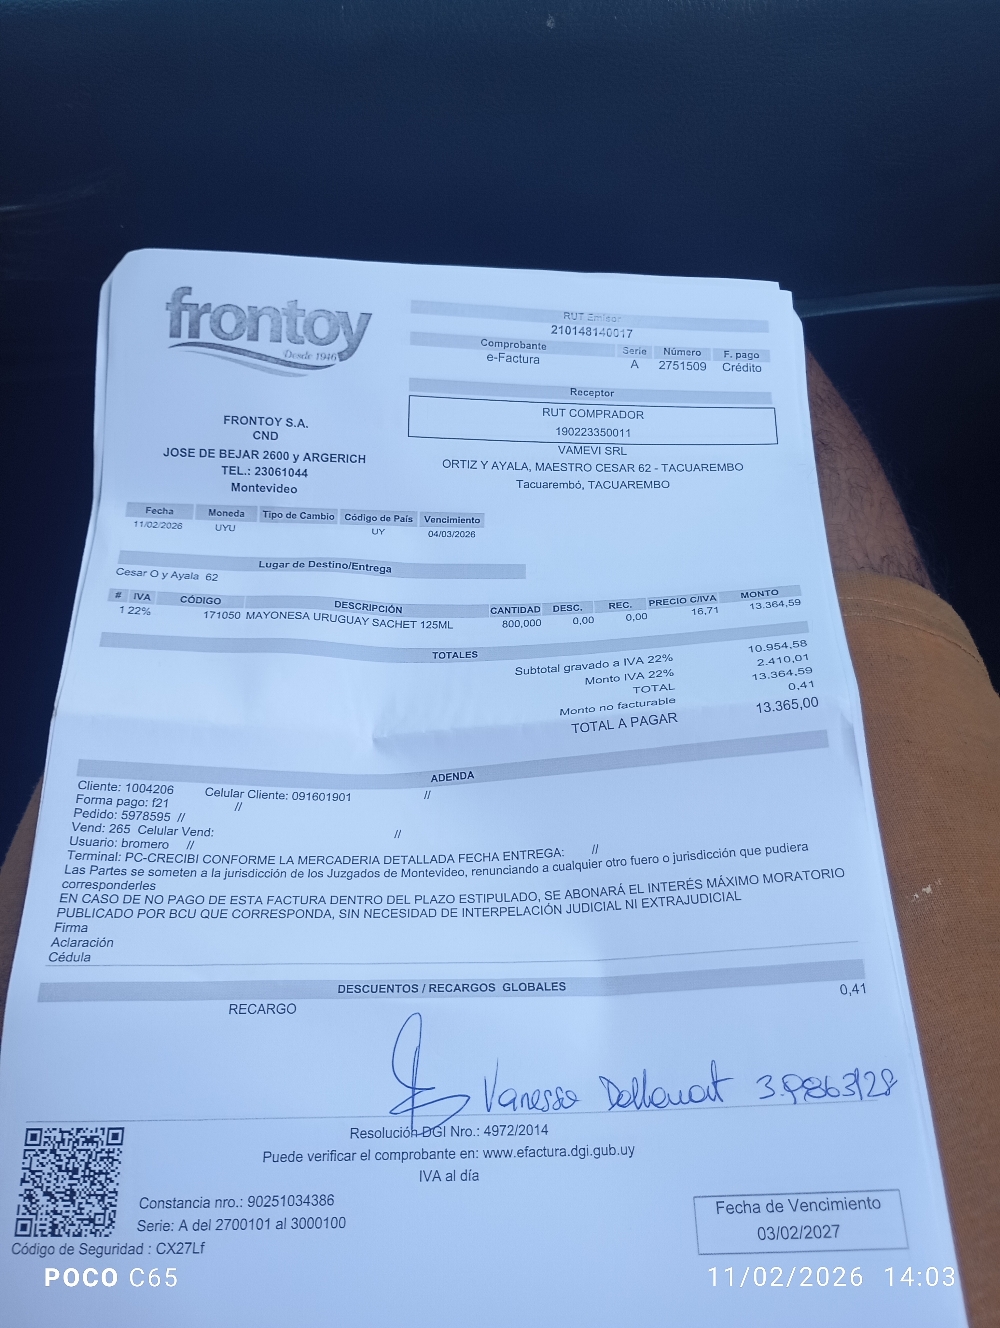 frontoy
Desde 1946
RUT Emisor
210148140017
Comprobante Serie Número F. pago
e-Factura A 2751509 Crédito
Receptor
RUT COMPRADOR
190223350011
VAMEVI SRL
ORTIZ Y AYALA, MAESTRO CESAR 62 - TACUAREMBO
Tacuarembó, TACUAREMBO
FRONTOY S.A.
CND
JOSE DE BEJAR 2600 y ARGERICH
TEL.: 23061044
Montevideo
Fecha Moneda Tipo de Cambio Código de País Vencimiento
11/02/2026 UYU UY 04/03/2026
Lugar de Destino/Entrega
Cesar O y Ayala 62
# IVA CÓDIGO DESCRIPCIÓN CANTIDAD DESC. REC. PRECIO C/IVA MONTO
1 22% 171050 MAYONESA URUGUAY SACHET 125ML 800,000 0,00 0,00 16,71 13.364,59
TOTALES
Subtotal gravado a IVA 22% 10.954,58
Monto IVA 22% 2.410,01
TOTAL 13.364,59
Monto no facturable 0,41
TOTAL A PAGAR 13.365,00
ADENDA
Cliente: 1004206 Celular Cliente: 091601901 //
Forma pago: f21 //
Pedido: 5978595 //
Vend: 265 Celular Vend: //
Usuario: bromero //
Terminal: PC-CRECIBI CONFORME LA MERCADERIA DETALLADA FECHA ENTREGA: //
Las Partes se someten a la jurisdicción de los Juzgados de Montevideo, renunciando a cualquier otro fuero o jurisdicción que pudiera
corresponderles
EN CASO DE NO PAGO DE ESTA FACTURA DENTRO DEL PLAZO ESTIPULADO, SE ABONARÁ EL INTERÉS MÁXIMO MORATORIO
PUBLICADO POR BCU QUE CORRESPONDA, SIN NECESIDAD DE INTERPELACIÓN JUDICIAL NI EXTRAJUDICIAL
Firma
Aclaración
Cédula
DESCUENTOS / RECARGOS GLOBALES
RECARGO 0,41
Vanessa
Resolución DGI Nro.: 4972/2014
Puede verificar el comprobante en: www.efactura.dgi.gub.uy
IVA al día
Constancia nro.: 90251034386
Serie: A del 2700101 al 3000100
Código de Seguridad : CX27Lf
Fecha de Vencimiento
03/02/2027
POCO C65
11/02/2026 14:03